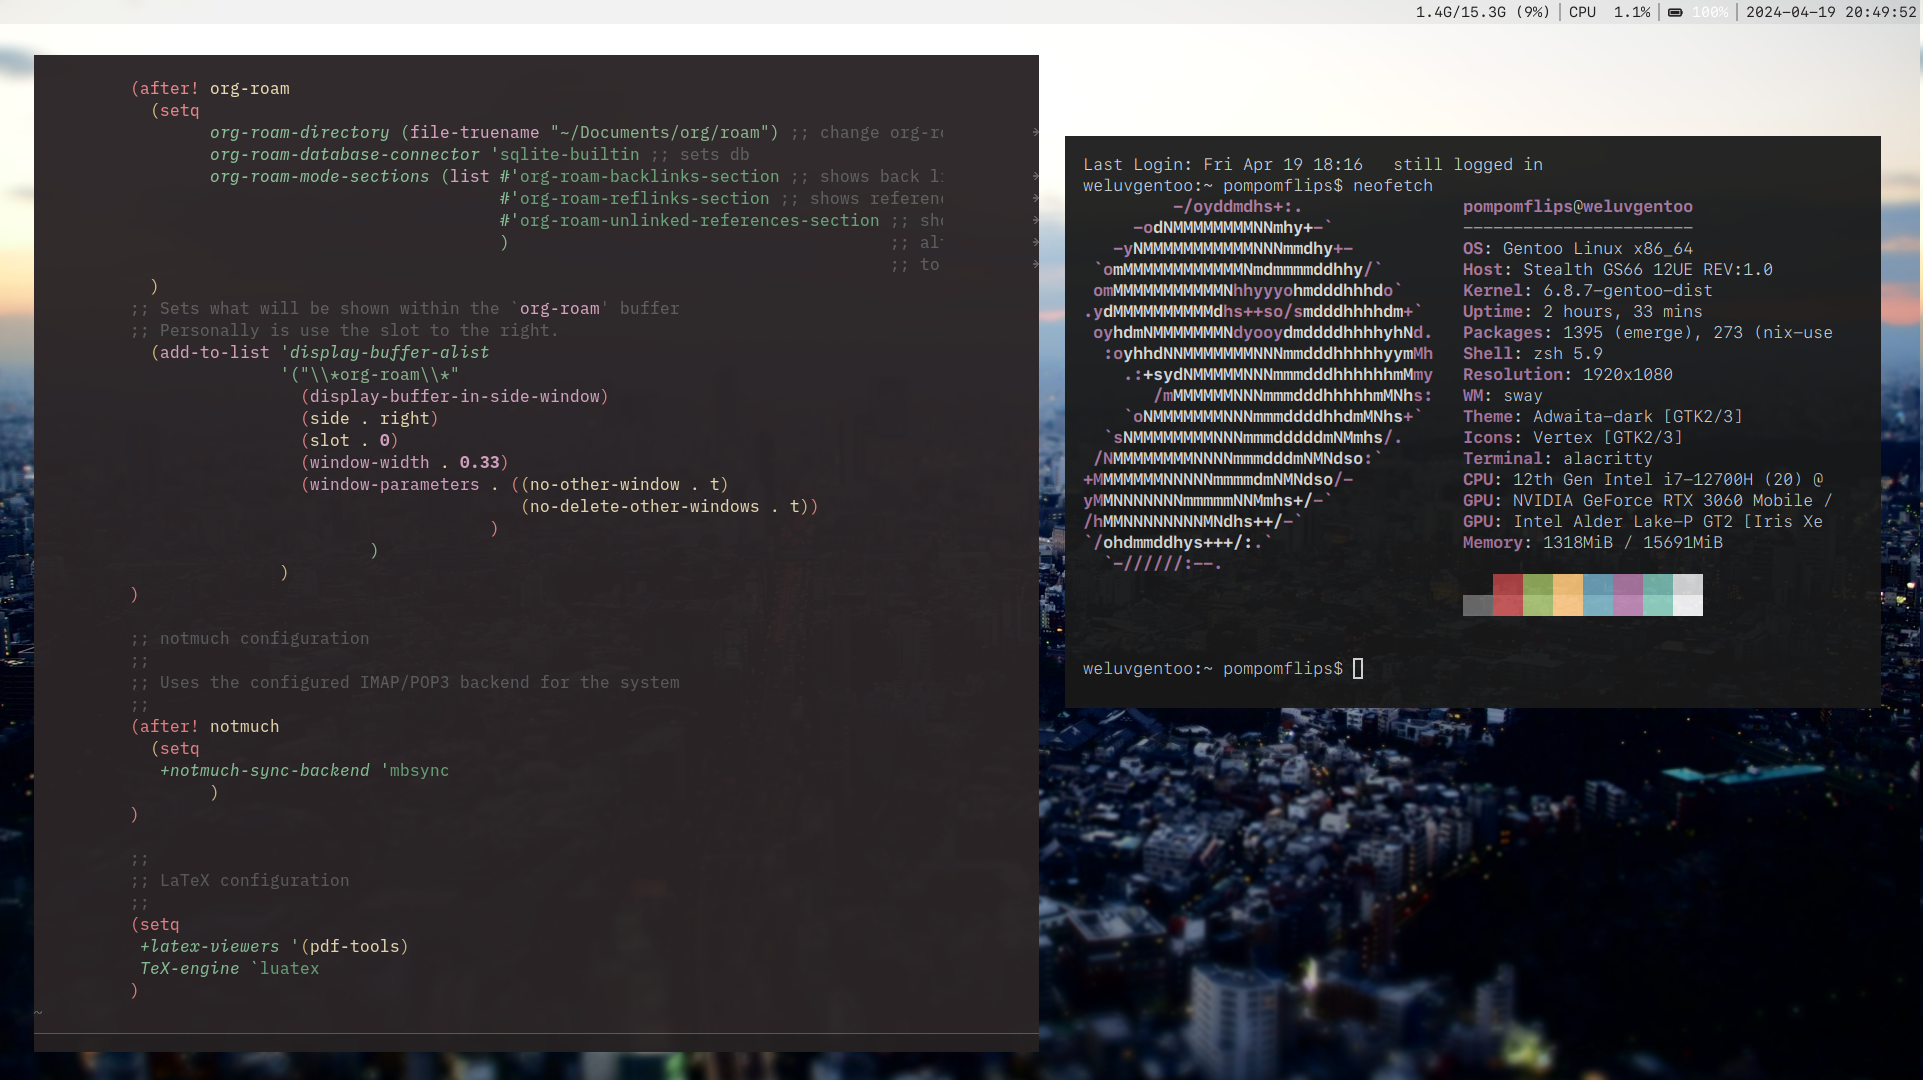 1.4G/15.3G (9%) | CPU 1.1% | 100% | 2024-04-19 20:49:52
(after! org-roam
(setq
org-roam-directory (file-truename "~/Documents/org/roam") ;; change org-r
org-roam-database-connector 'sqlite-builtin ;; sets db
org-roam-mode-sections (list #'org-roam-backlinks-section ;; shows back l
#'org-roam-reflinks-section ;; shows referen
#'org-roam-unlinked-references-section ;; sh
) ;; al
;; to
)
;; Sets what will be shown within the `org-roam' buffer
;; Personally is use the slot to the right.
(add-to-list 'display-buffer-alist
'("\\*org-roam\\*"
(display-buffer-in-side-window)
(side . right)
(slot . 0)
(window-width . 0.33)
(window-parameters . ((no-other-window . t)
(no-delete-other-windows . t))
)
)
)
)
;; notmuch configuration
;;
;; Uses the configured IMAP/POP3 backend for the system
;;
(after! notmuch
(setq
+notmuch-sync-backend 'mbsync
)
)
;;
;; LaTeX configuration
;;
(setq
+latex-viewers '(pdf-tools)
TeX-engine `luatex
)
~
Last Login: Fri Apr 19 18:16 still logged in
weluvgentoo:~ pompomflips$ neofetch
-/oyddmdhs+:.
-odNMMMMMMMMNNmhy+-`
-yNMMMMMMMMMMMNNNmmdhy+-
`omMMMMMMMMMMMMNmdmmmmddhhy/`
omMMMMMMMMMMMNhhyyyohmdddhhhdo`
.ydMMMMMMMMMMdhs++so/smdddhhhhdm+`
oyhdmNMMMMMMMNdyooydmddddhhhhyhNd.
:oyhhdNNMMMMMMMNNNmmdddhhhhhyymMh
.:+sydNMMMMMNNNmmmdddhhhhhhmMmy
/mMMMMMMNNNmmmdddhhhhhmMNhs:
`oNMMMMMMMNNNmmmddddhhdmMNhs+`
`sNMMMMMMMMNNNmmmdddddmNMmhs/.
/NMMMMMMMMNNNNmmmdddmNMNdso:`
+MMMMMMMNNNNNmmmmdmNMNdso/-
yMMNNNNNNNmmmmmNNMmhs+/-`
/hMMNNNNNNNNMNdhs++/-`
`/ohdmmddhys+++/:.`
`-//////:--.
pompomflips@weluvgentoo
-----------------------
OS: Gentoo Linux x86_64
Host: Stealth GS66 12UE REV:1.0
Kernel: 6.8.7-gentoo-dist
Uptime: 2 hours, 33 mins
Packages: 1395 (emerge), 273 (nix-use
Shell: zsh 5.9
Resolution: 1920x1080
WM: sway
Theme: Adwaita-dark [GTK2/3]
Icons: Vertex [GTK2/3]
Terminal: alacritty
CPU: 12th Gen Intel i7-12700H (20) @
GPU: NVIDIA GeForce RTX 3060 Mobile /
GPU: Intel Alder Lake-P GT2 [Iris Xe
Memory: 1318MiB / 15691MiB
weluvgentoo:~ pompomflips$